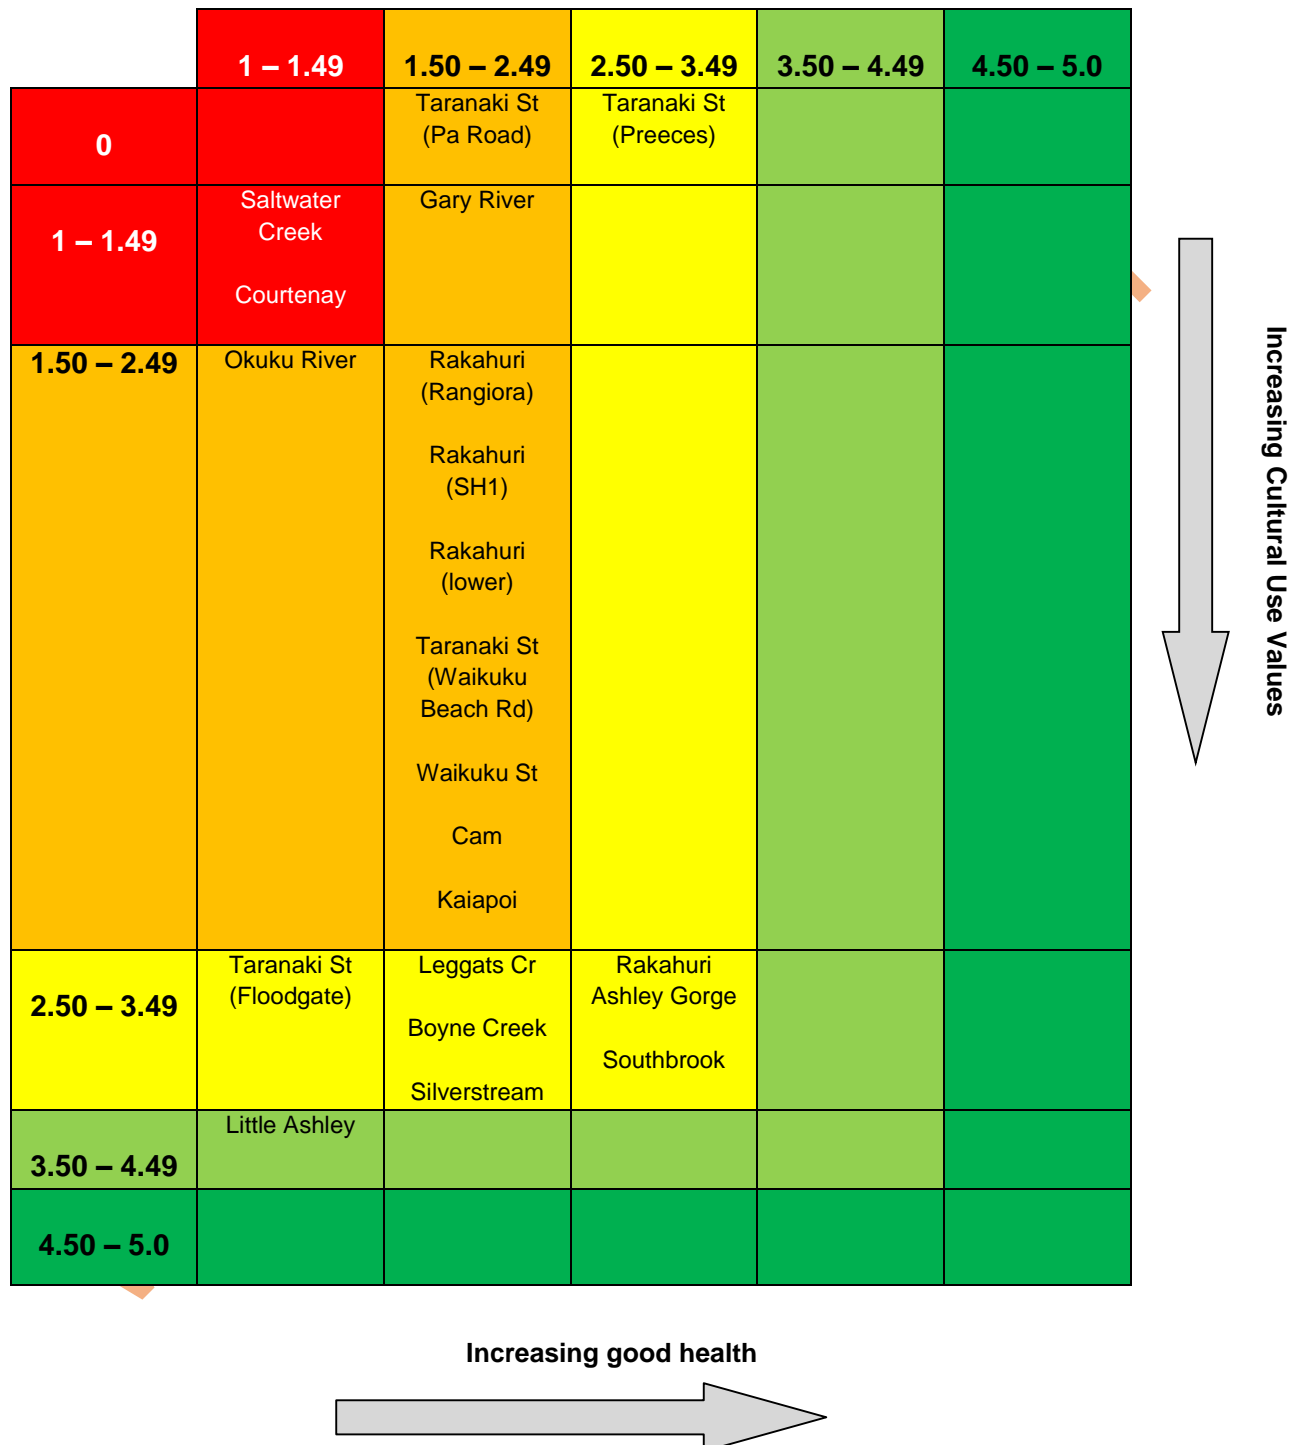 1 – 1.49
1.50 – 2.49
2.50 – 3.49
3.50 – 4.49
4.50 – 5.0
0
Taranaki St
(Pa Road)
Taranaki St
(Preeces)
1 – 1.49
Saltwater
Creek
Courtenay
Gary River
1.50 – 2.49
Okuku River
Rakahuri
(Rangiora)
Rakahuri
(SH1)
Rakahuri
(lower)
Taranaki St
(Waikuku
Beach Rd)
Waikuku St
Cam
Kaiapoi
2.50 – 3.49
Taranaki St
(Floodgate)
Leggats Cr
Boyne Creek
Silverstream
Rakahuri
Ashley Gorge
Southbrook
3.50 – 4.49
Little Ashley
4.50 – 5.0
Increasing Cultural Use Values
Increasing good health